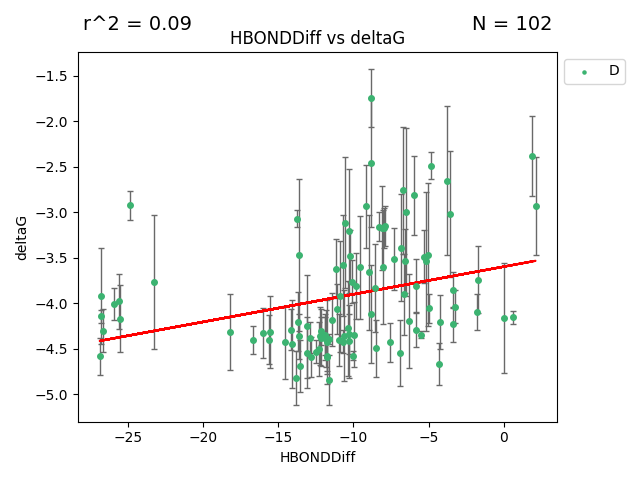 r^2 = 0.09
N = 102
HBONDDiff vs deltaG
D
−1.5
−2.0
−2.5
−3.0
−3.5
−4.0
−4.5
−5.0
deltaG
−25
−20
−15
−10
−5
0
HBONDDiff